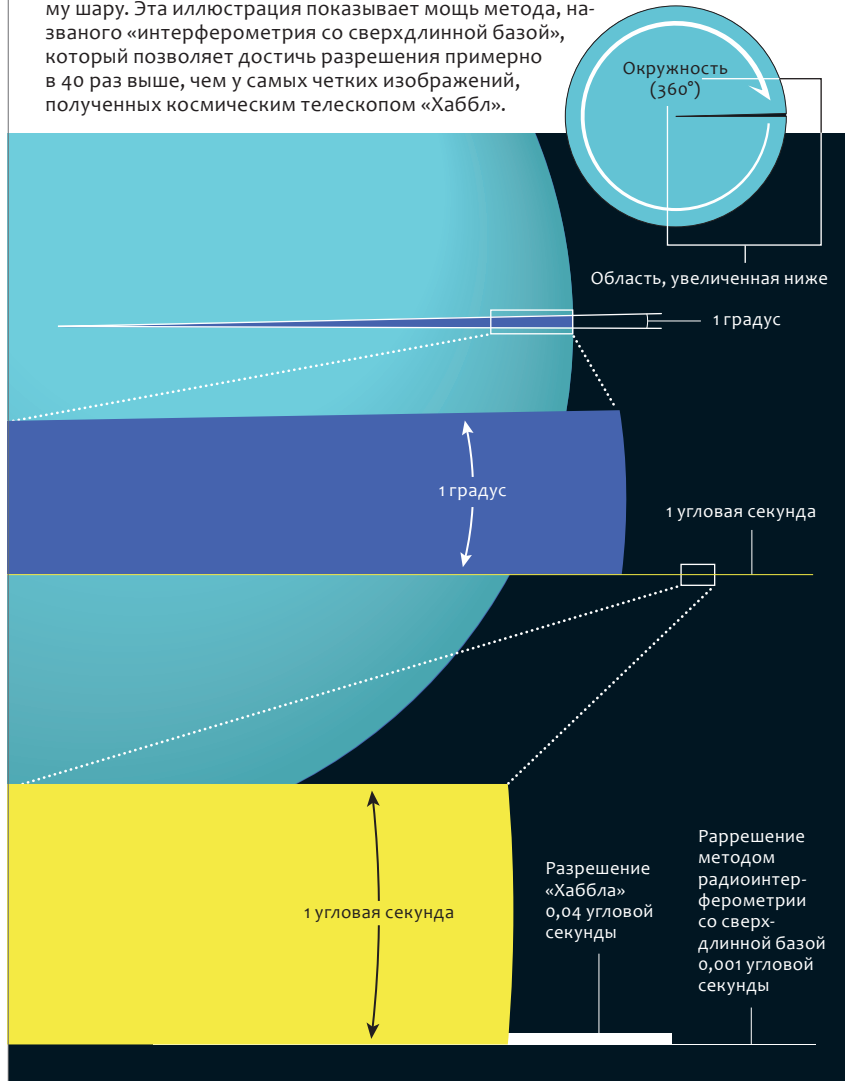 му шару. Эта иллюстрация показывает мощь метода, на-
званого «интерферометрия со сверхдлинной базой»,
который позволяет достичь разрешения примерно
в 40 раз выше, чем у самых четких изображений,
полученных космическим телескопом «Хаббл».
Окружность
(360°)
Область, увеличенная ниже
1 градус
1 градус
1 угловая секунда
1 угловая секунда
Разрешение
«Хаббла»
0,04 угловой
секунды
Раррешение
методом
радиоинтер-
ферометрии
со сверх-
длинной базой
0,001 угловой
секунды